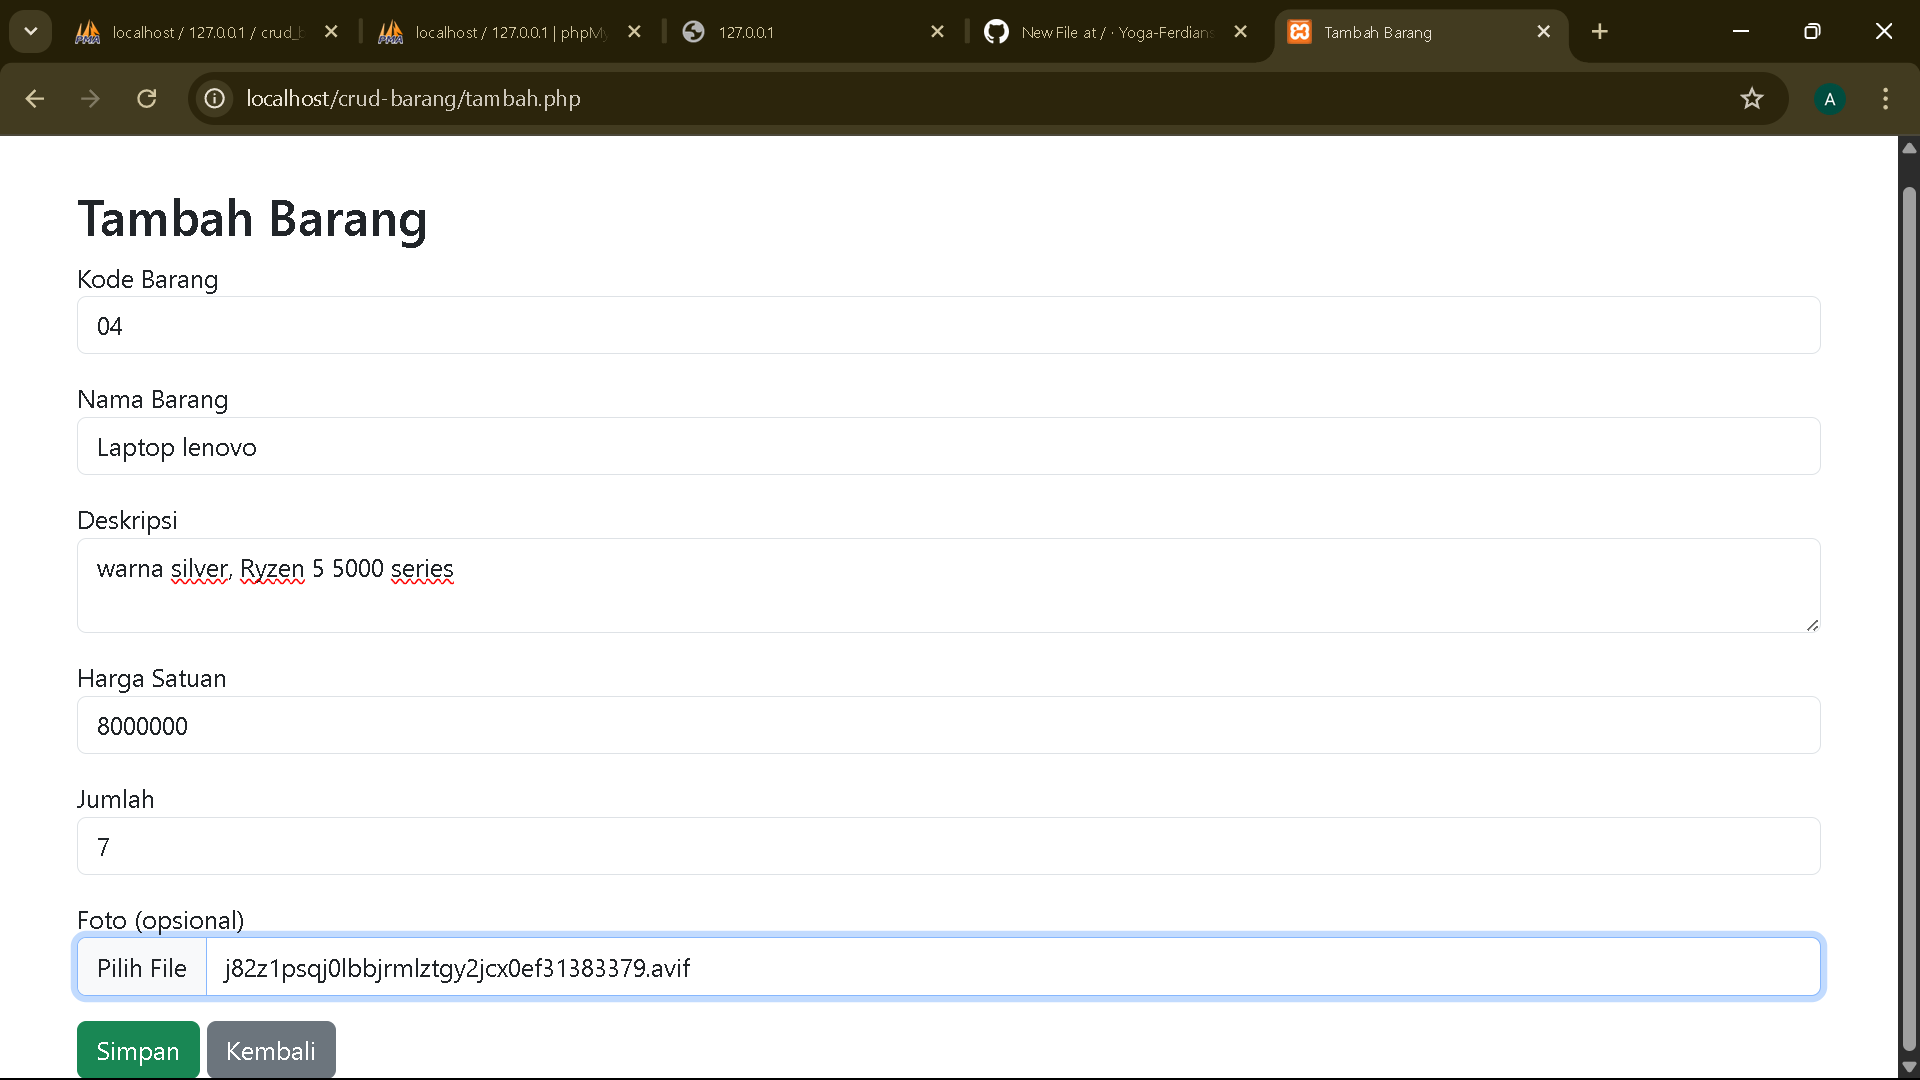 localhost / 127.0.0.1 / crud_b
localhost / 127.0.0.1 | phpMy
127.0.0.1
New File at / · Yoga-Ferdians
Tambah Barang
localhost/crud-barang/tambah.php
A
Tambah Barang
Kode Barang
04
Nama Barang
Laptop lenovo
Deskripsi
warna silver, Ryzen 5 5000 series
Harga Satuan
8000000
Jumlah
7
Foto (opsional)
Pilih File j82z1psqj0lbbjrmlztgy2jcx0ef31383379.avif
Simpan Kembali